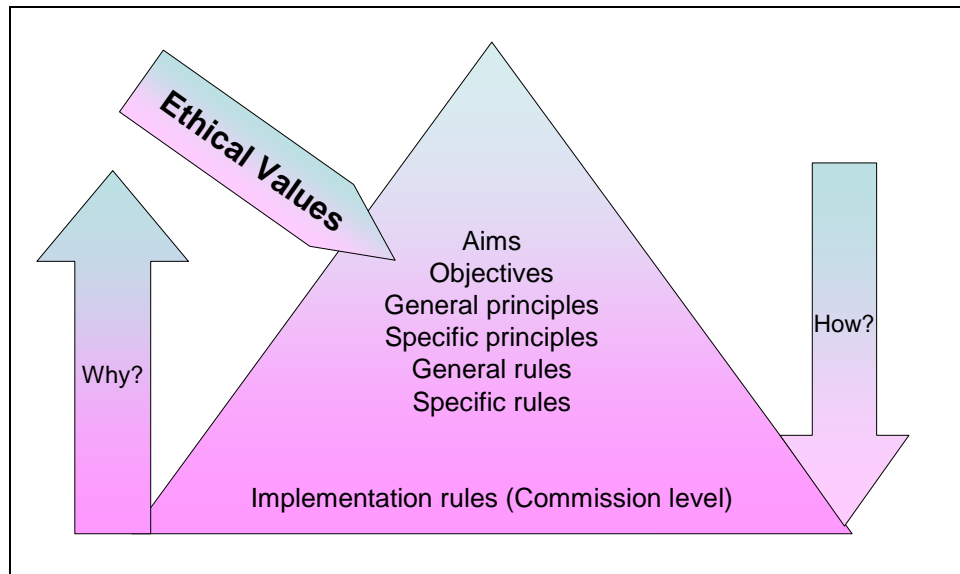 Ethical Values
Aims
Objectives
General principles
Specific principles
General rules
Specific rules
Why?
How?
Implementation rules (Commission level)